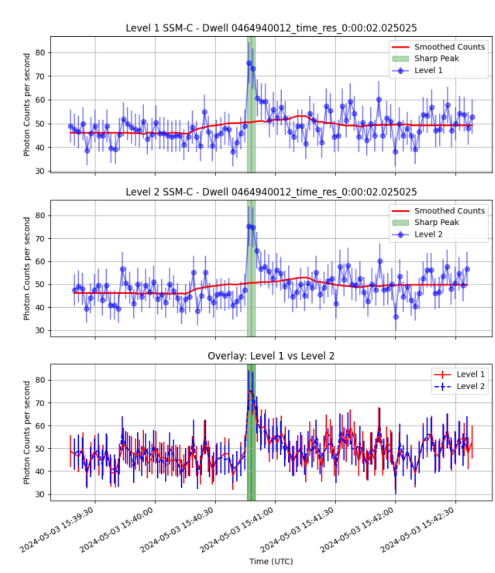 Level 1 SSM-C - Dwell 0464940012_time_res_0:00:02.025025
Photon Counts per second
80
70
60
50
40
30
Smoothed Counts
Sharp Peak
Level 1
Level 2 SSM-C - Dwell 0464940012_time_res_0:00:02.025025
Photon Counts per second
80
70
60
50
40
30
Smoothed Counts
Sharp Peak
Level 2
Overlay: Level 1 vs Level 2
Photon Counts per second
80
70
60
50
40
30
Level 1
Level 2
2024-05-03 15:39:30
2024-05-03 15:40:00
2024-05-03 15:40:30
2024-05-03 15:41:00
2024-05-03 15:41:30
2024-05-03 15:42:00
2024-05-03 15:42:30
Time (UTC)